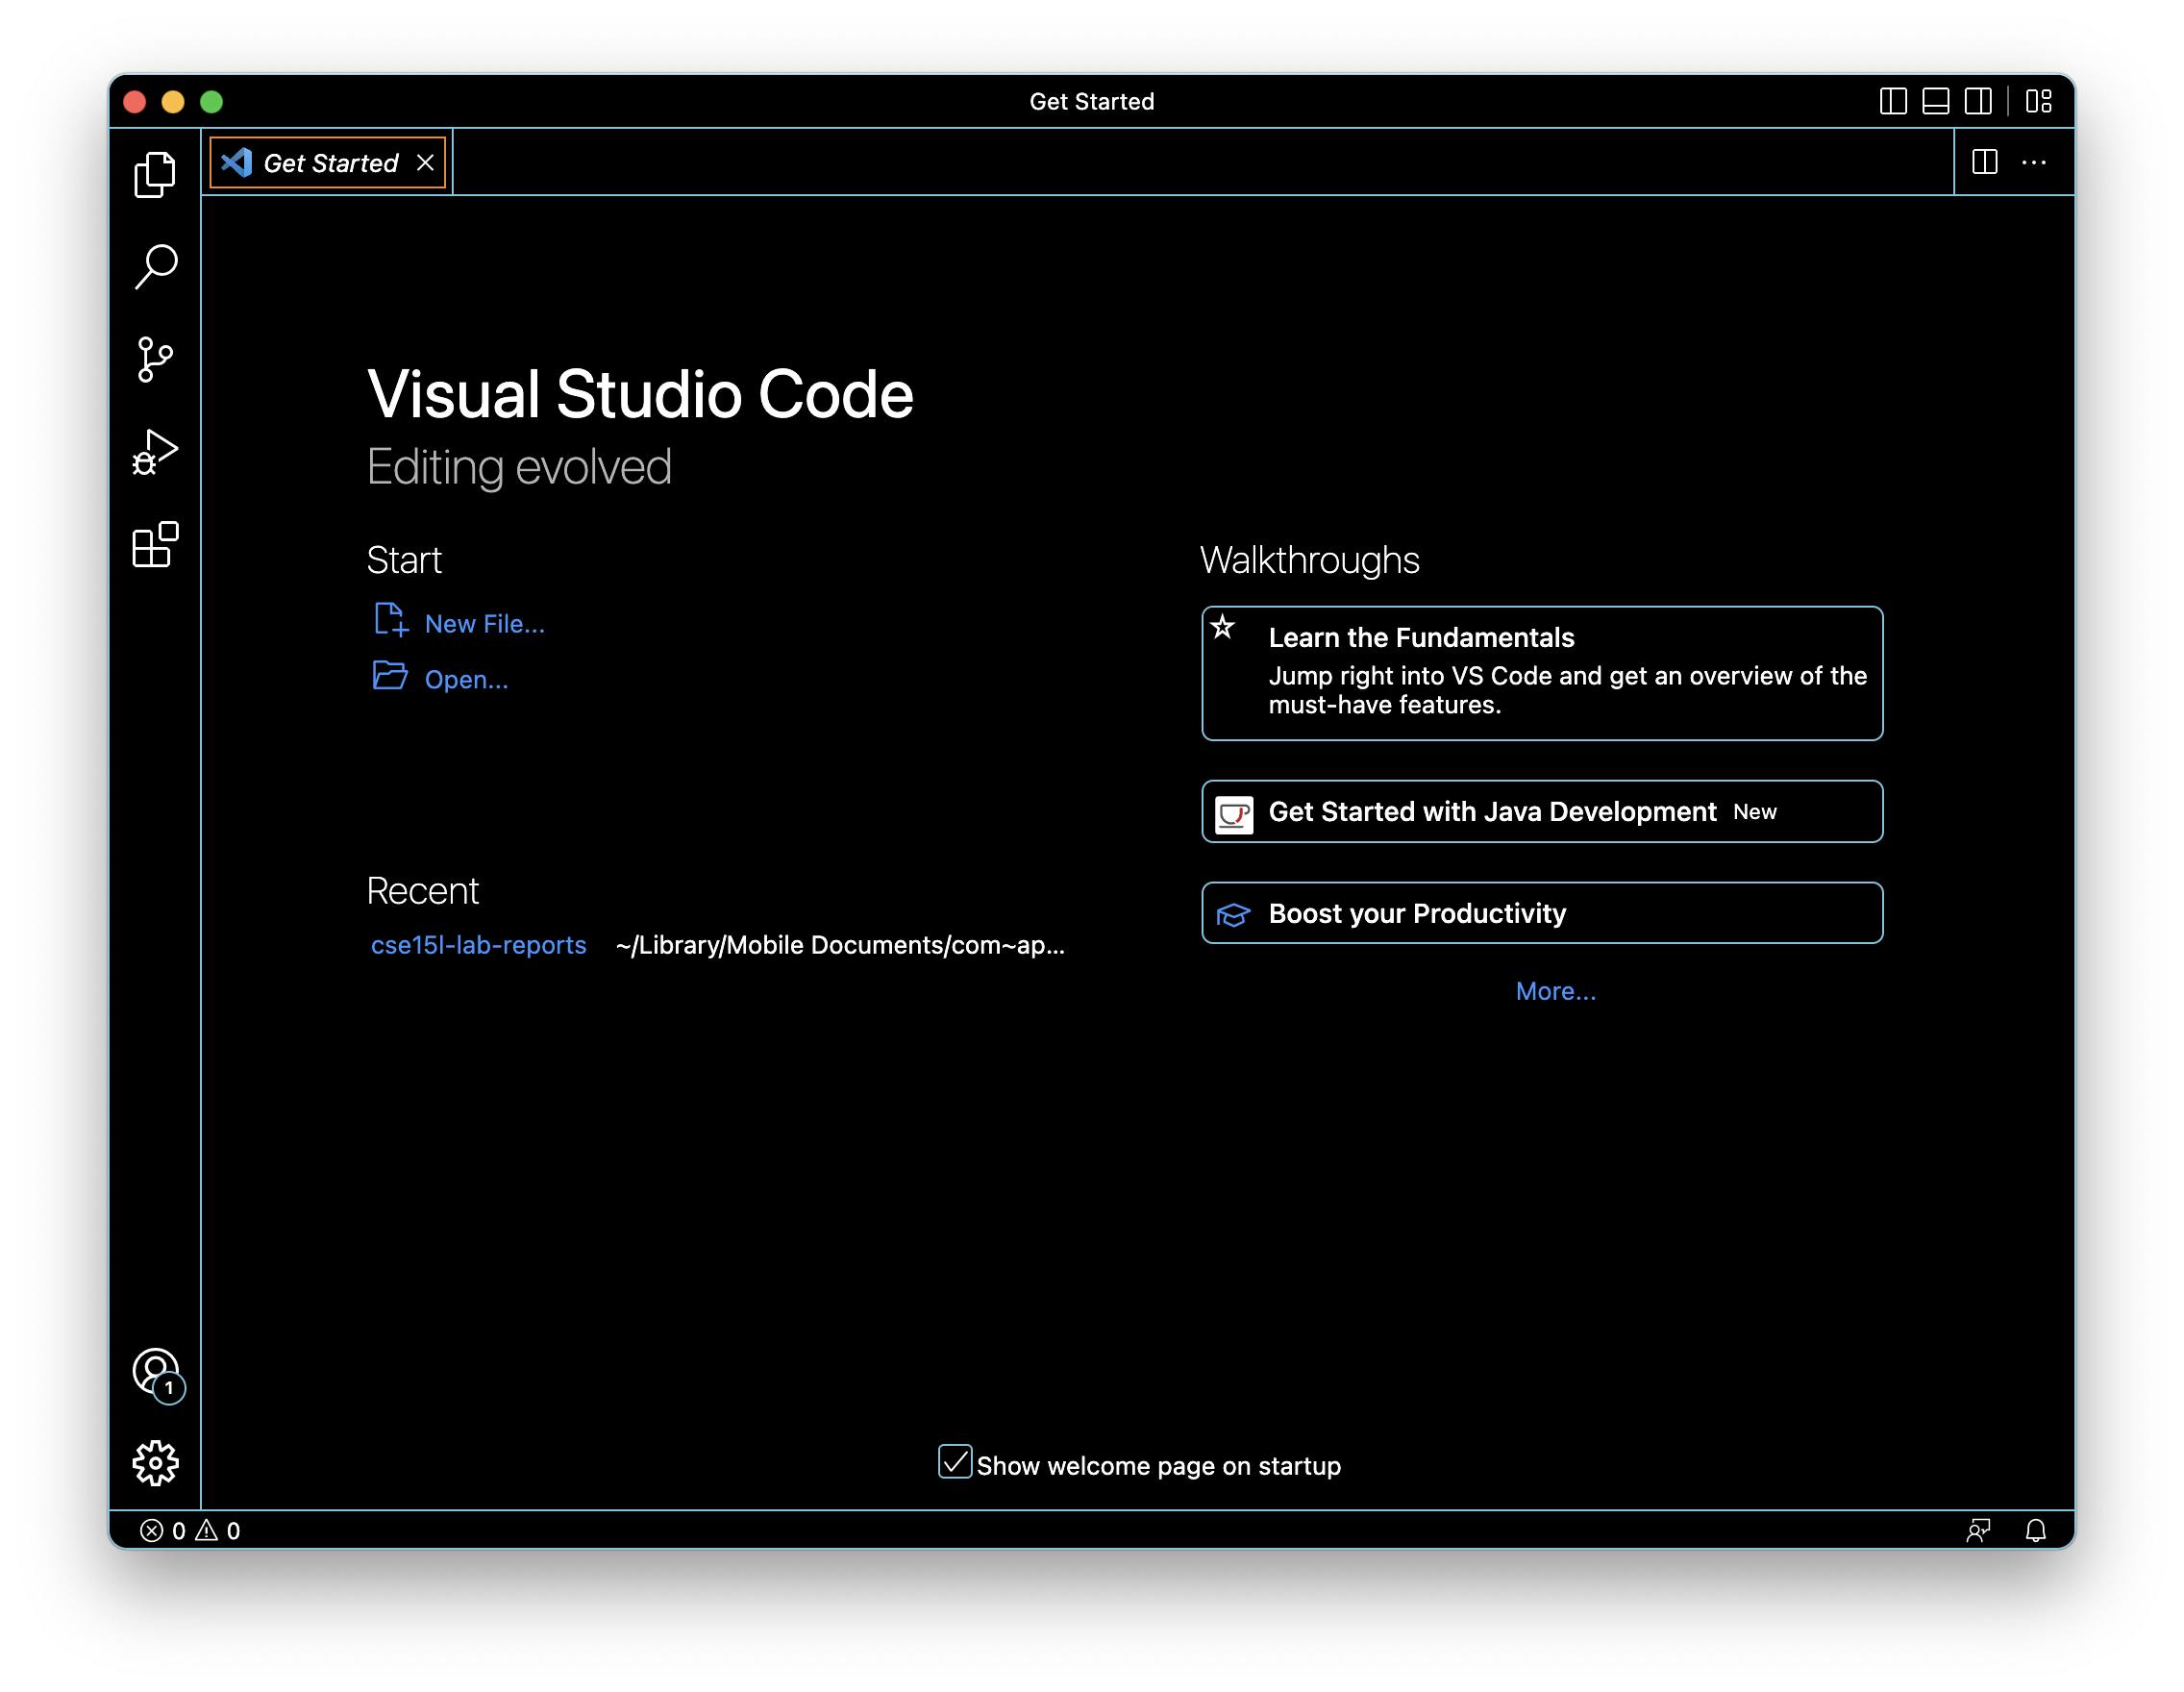 Get Started
Get Started
Visual Studio Code
Editing evolved
Start
New File...
Open...
Recent
cse15l-lab-reports ~/Library/Mobile Documents/com~ap...
Walkthroughs
Learn the Fundamentals
Jump right into VS Code and get an overview of the
must-have features.
Get Started with Java Development New
Boost your Productivity
More...
1
Show welcome page on startup
0 0